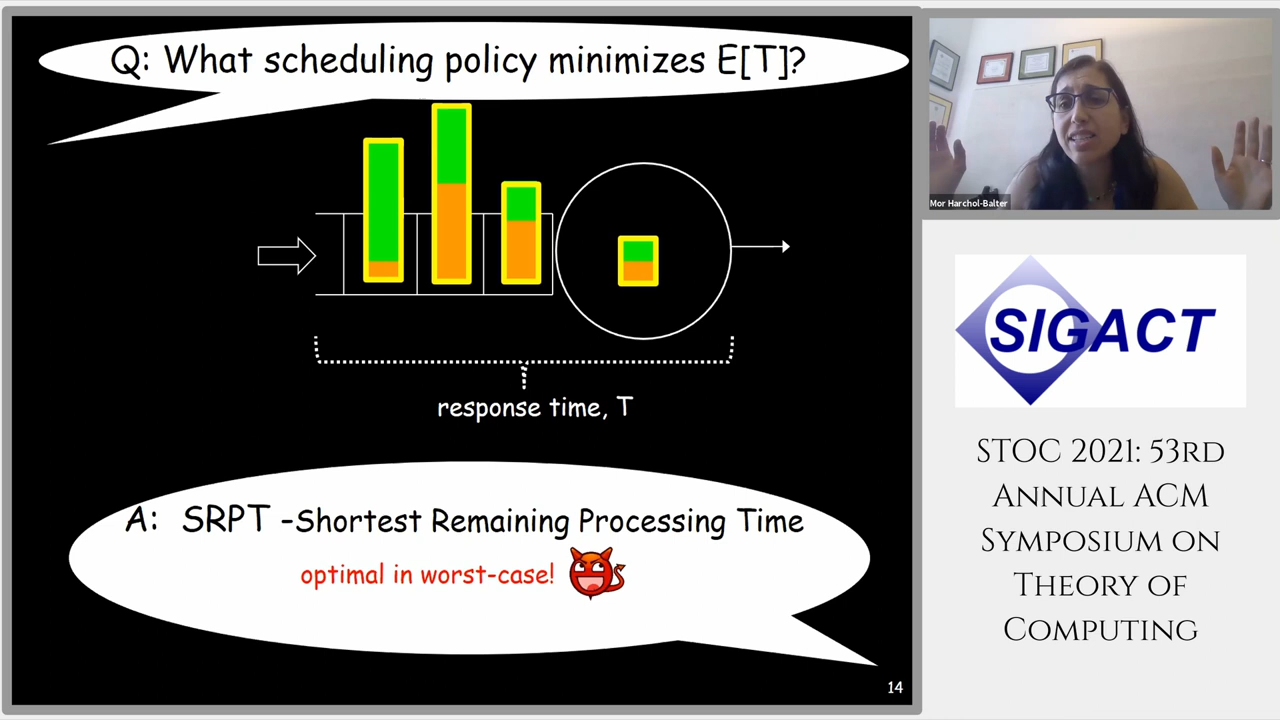 Q: What scheduling policy minimizes E[T]?
response time, T
A: SRPT -Shortest Remaining Processing Time
optimal in worst-case!
14
Mor Harchol-Balter
SIGACT
STOC 2021: 53rd
Annual ACM
Symposium on
Theory of
Computing